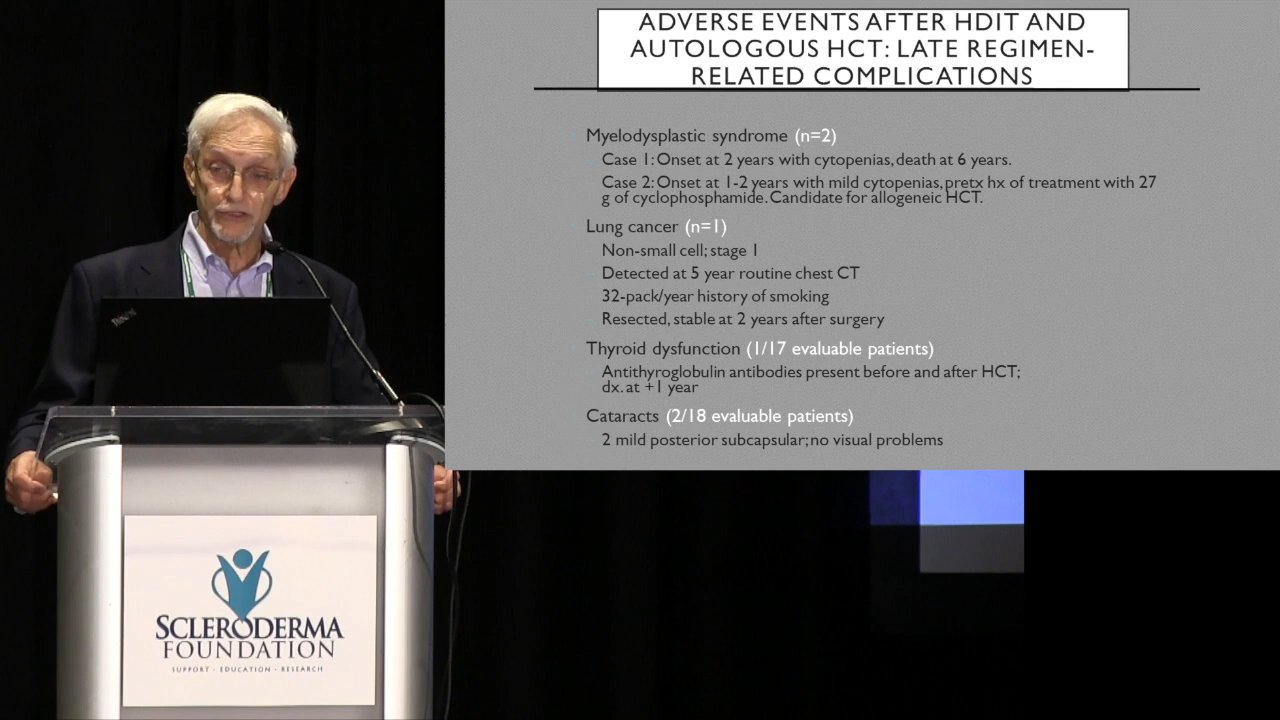 ADVERSE EVENTS AFTER HDIT AND
AUTOLOGOUS HCT: LATE REGIMEN-
RELATED COMPLICATIONS
Myelodysplastic syndrome (n=2)
Case 1: Onset at 2 years with cytopenias, death at 6 years.
Case 2: Onset at 1-2 years with mild cytopenias, pretx hx of treatment with 27
g of cyclophosphamide. Candidate for allogeneic HCT.
Lung cancer (n=1)
Non-small cell; stage 1
Detected at 5 year routine chest CT
32-pack/year history of smoking
Resected, stable at 2 years after surgery
Thyroid dysfunction (1/17 evaluable patients)
Antithyroglobulin antibodies present before and after HCT;
dx. at +1 year
Cataracts (2/18 evaluable patients)
2 mild posterior subcapsular; no visual problems
ThinkPad
SCLERODERMA
FOUNDATION
SUPPORT · EDUCATION · RESEARCH